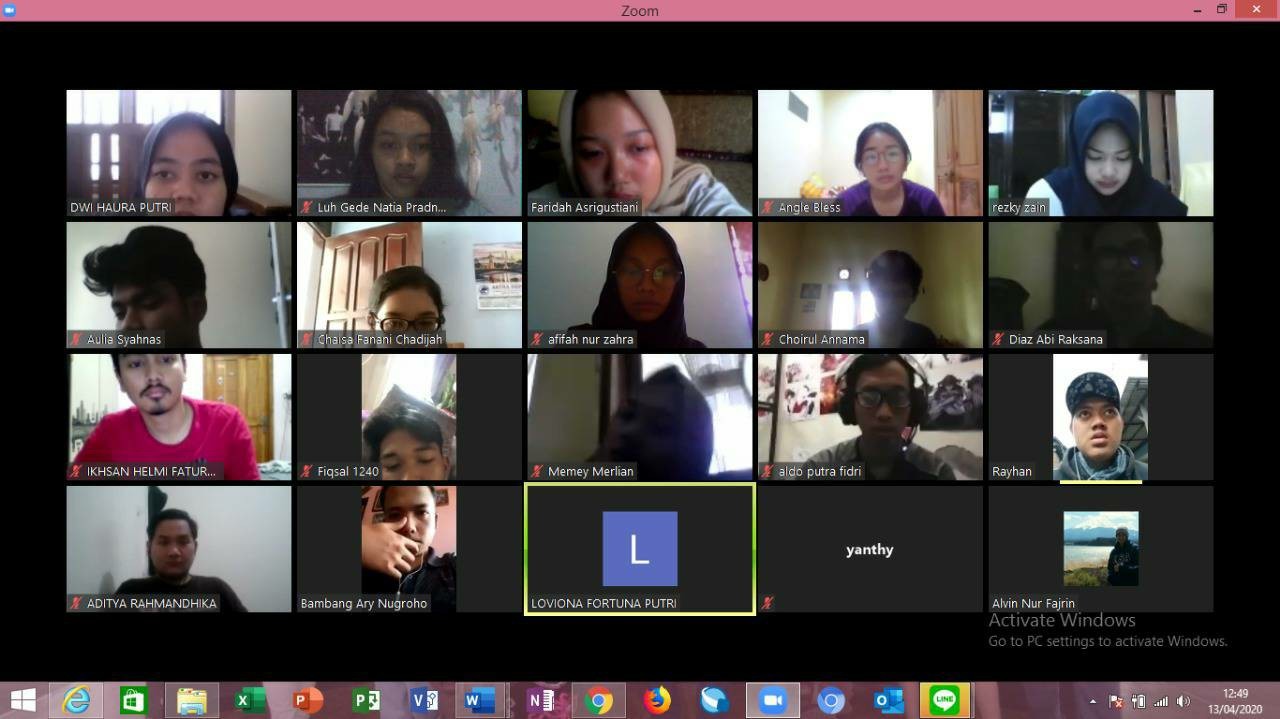 Zoom
DWI HAURA PUTRI
Luh Gede Natia Pradn...
Faridah Asrigustiani
Angle Bless
rezky zain
Aulia Syahnas
Chaisa Fanani Chadijah
afifah nur zahra
Choirul Annama
Diaz Abi Raksana
IKHSAN HELMI FATUR...
Fiqsal 1240
Memey Merlian
aldo putra fidri
Rayhan
ADITYA RAHMANDHIKA
Bambang Ary Nugroho
L
LOVIONA FORTUNA PUTRI
yanthy
Alvin Nur Fajrin
Activate Windows
Go to PC settings to activate Windows.
LINE
12:49
13/04/2020